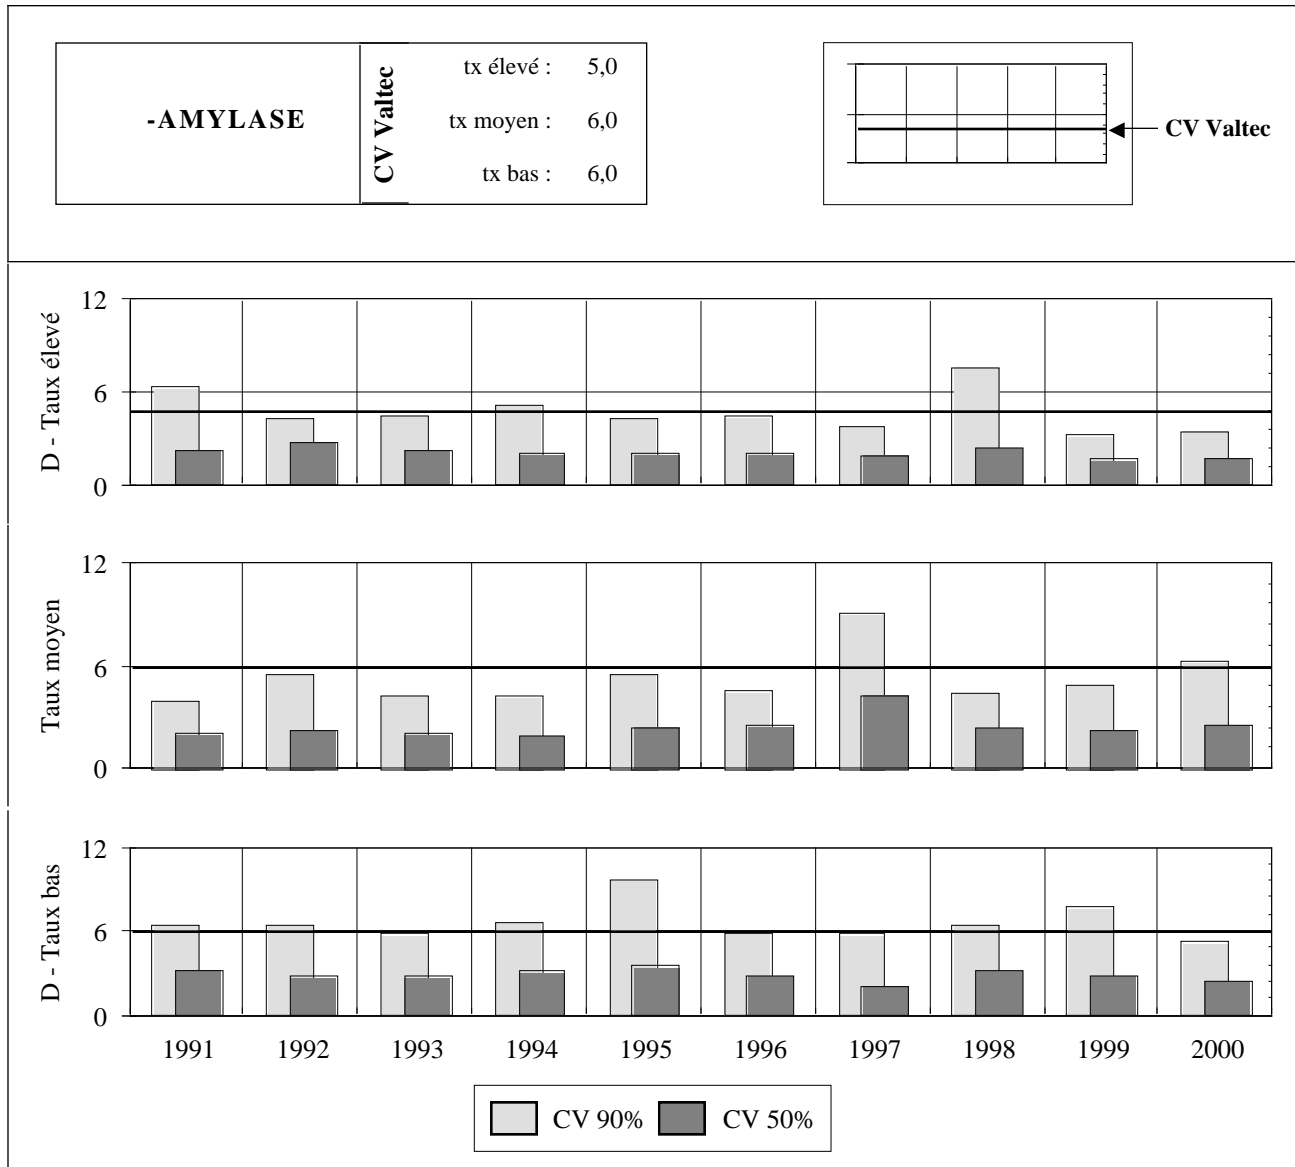 -AMYLASE
CV Valtec
tx élevé : 5,0
tx moyen : 6,0
tx bas : 6,0
CV Valtec
D - Taux élevé
12
6
0
Taux moyen
12
6
0
D - Taux bas
12
6
0
1991 1992 1993 1994 1995 1996 1997 1998 1999 2000
CV 90% CV 50%